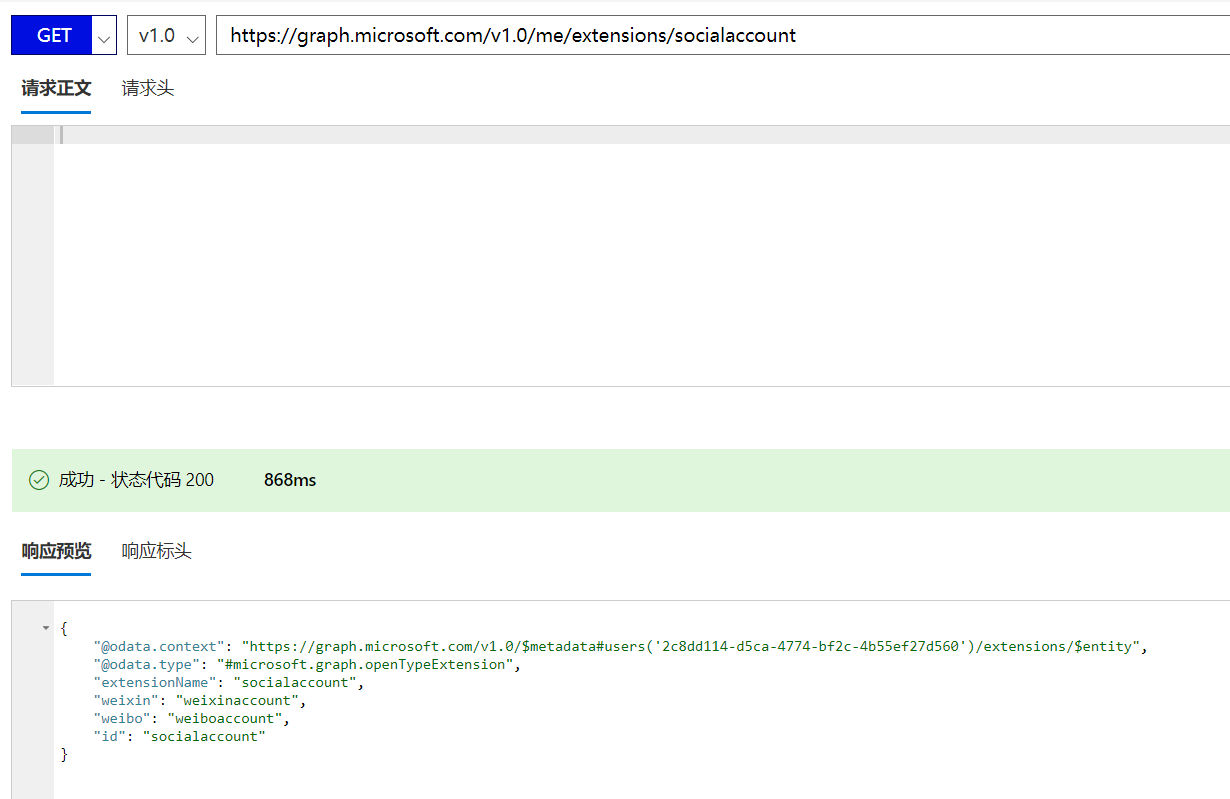 GET v1.0 https://graph.microsoft.com/v1.0/me/extensions/socialaccount
请求正文 请求头
成功 - 状态代码 200 868ms
响应预览 响应标头
{
"@odata.context": "https://graph.microsoft.com/v1.0/$metadata#users('2c8dd114-d5ca-4774-bf2c-4b55ef27d560')/extensions/$entity",
"@odata.type": "#microsoft.graph.openTypeExtension",
"extensionName": "socialaccount",
"weixin": "weixinaccount",
"weibo": "weiboaccount",
"id": "socialaccount"
}